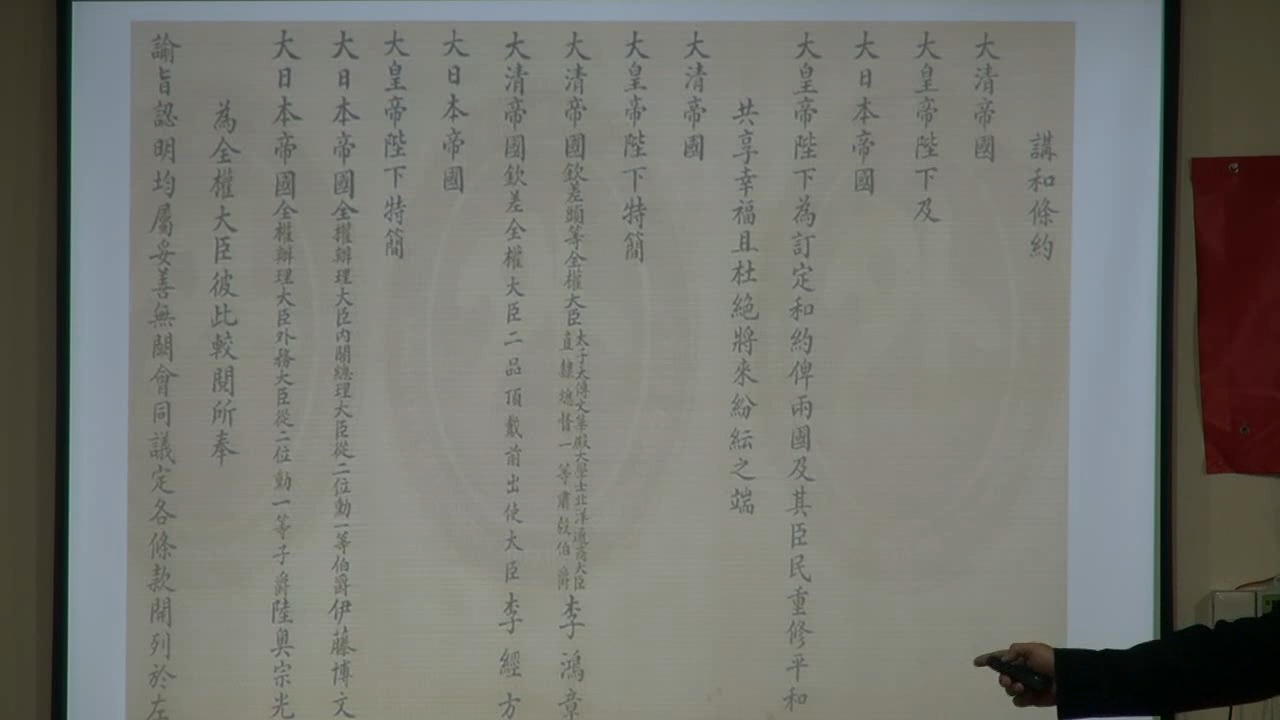 講和條約
大清帝國
大皇帝陛下及
大日本帝國
大皇帝陛下為訂定和約俾兩國及其臣民重修平和
共享幸福且杜絕將來紛紜之端
大清帝國
大皇帝陛下特簡
大清帝國欽差頭等全權大臣太子太傅文華殿大學士北洋通商大臣直隸總督一等肅毅伯爵李鴻章
大清帝國欽差全權大臣二品頂戴前出使大臣李經方
大日本帝國
大皇帝陛下特簡
大日本帝國全權辦理大臣內閣總理大臣從二位勳一等伯爵伊藤博文
大日本帝國全權辦理大臣外務大臣從二位勳一等子爵陸奧宗光
為全權大臣彼此較閱所奉
諭旨認明均屬妥善無闕會同議定各條款開列於左